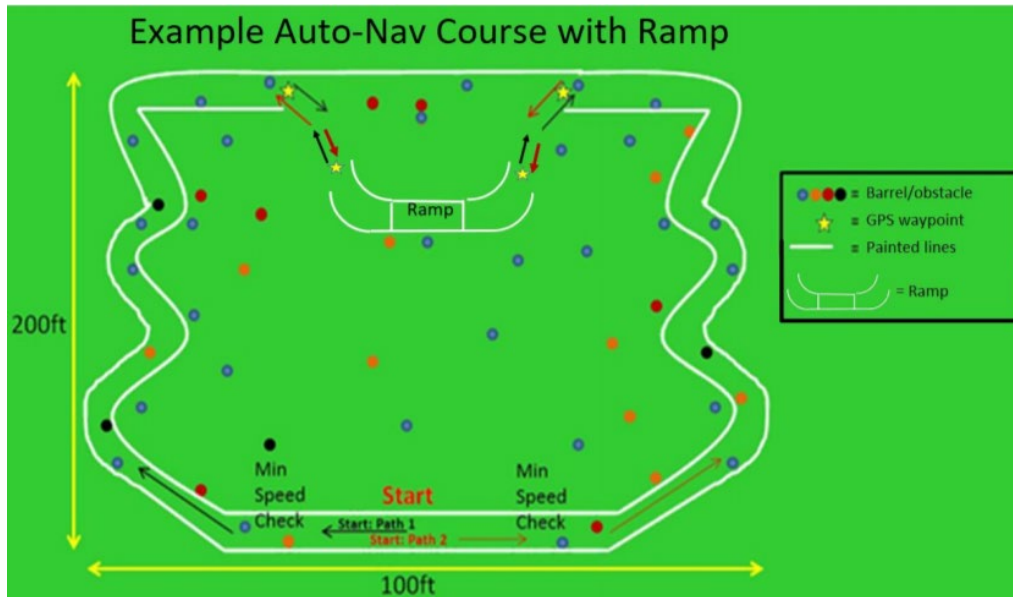 Example Auto-Nav Course with Ramp
Ramp
= Barrel/obstacle
= GPS waypoint
= Painted lines
= Ramp
200ft
Min
Speed
Check
Start
Min
Speed
Check
Start: Path 1
Start: Path 2
100ft